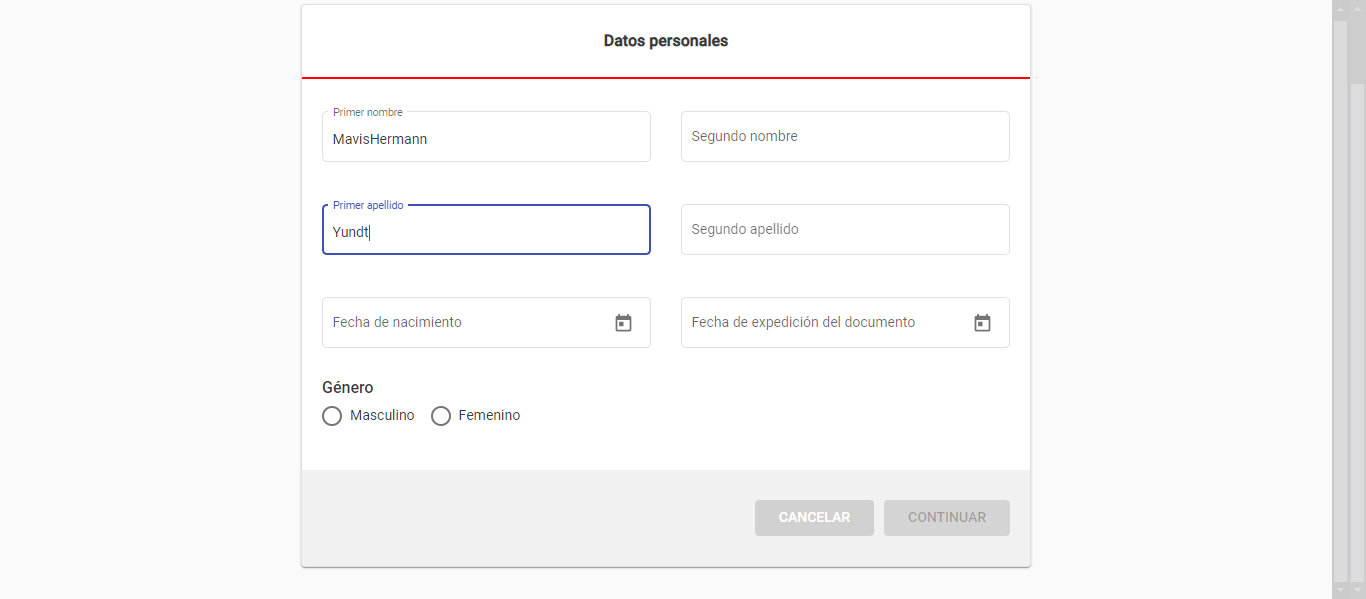 Datos personales
Primer nombre
MavisHermann
Segundo nombre
Primer apellido
Yundt
Segundo apellido
Fecha de nacimiento
Fecha de expedición del documento
Género
Masculino
Femenino
CANCELAR
CONTINUAR